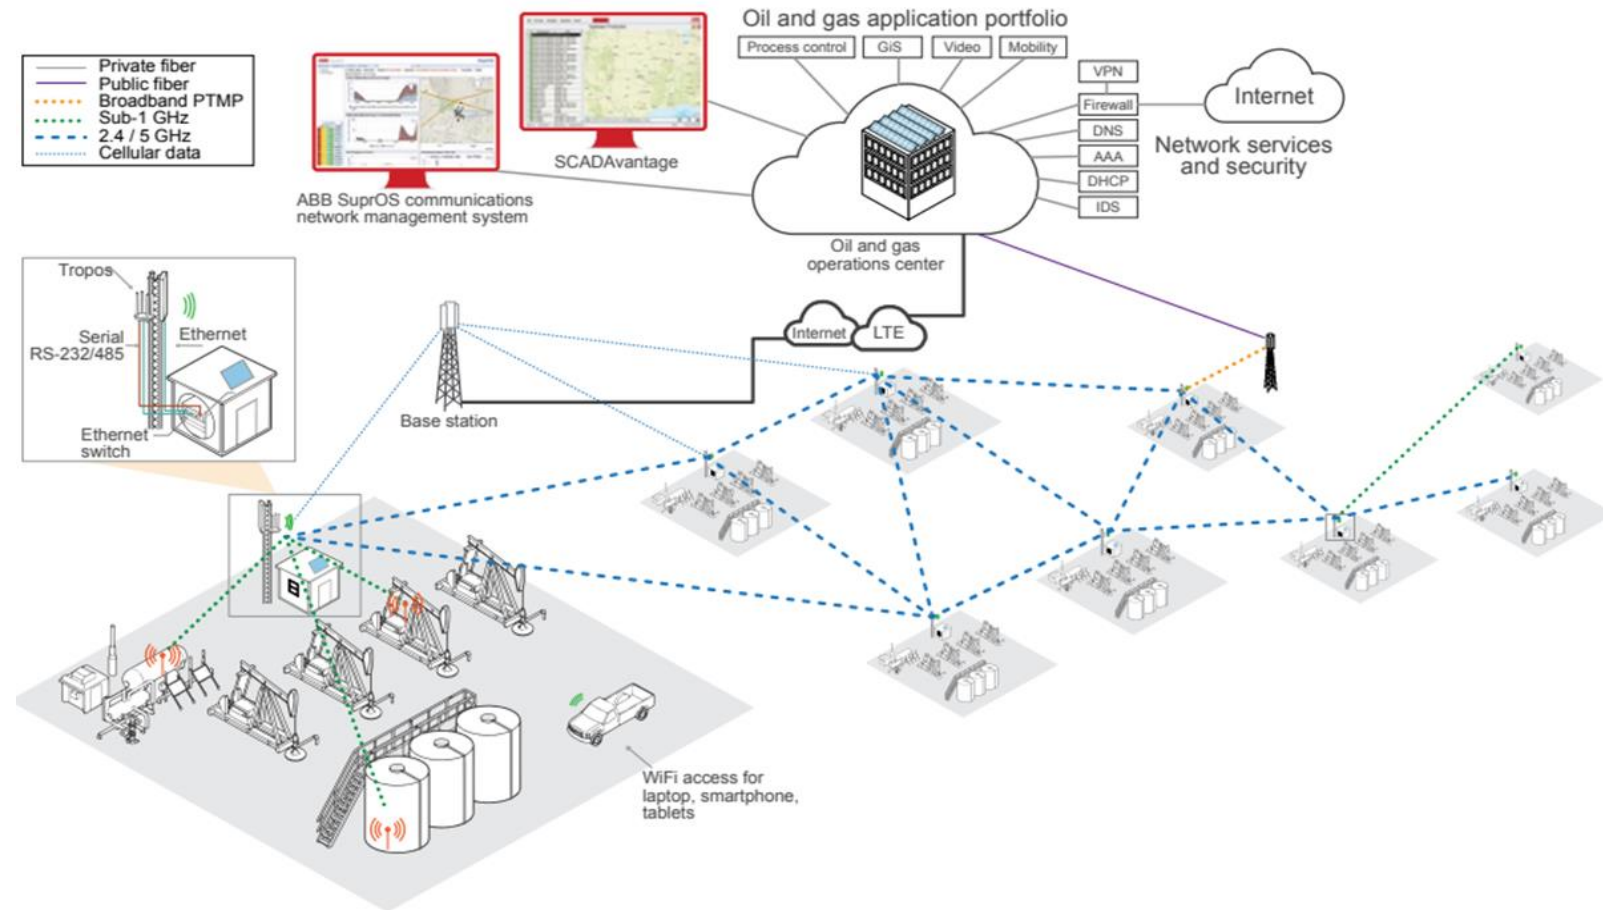 Private fiber
Public fiber
Broadband PTMP
Sub-1 GHz
2.4 / 5 GHz
Cellular data
ABB SuprOS communications
network management system
SCADAvantage
Oil and gas application portfolio
Process control
GiS
Video
Mobility
VPN
Firewall
DNS
AAA
DHCP
IDS
Internet
Network services
and security
Oil and gas
operations center
Tropos
Serial
RS-232/485
Ethernet
Ethernet
switch
Base station
Internet
LTE
WiFi access for
laptop, smartphone,
tablets